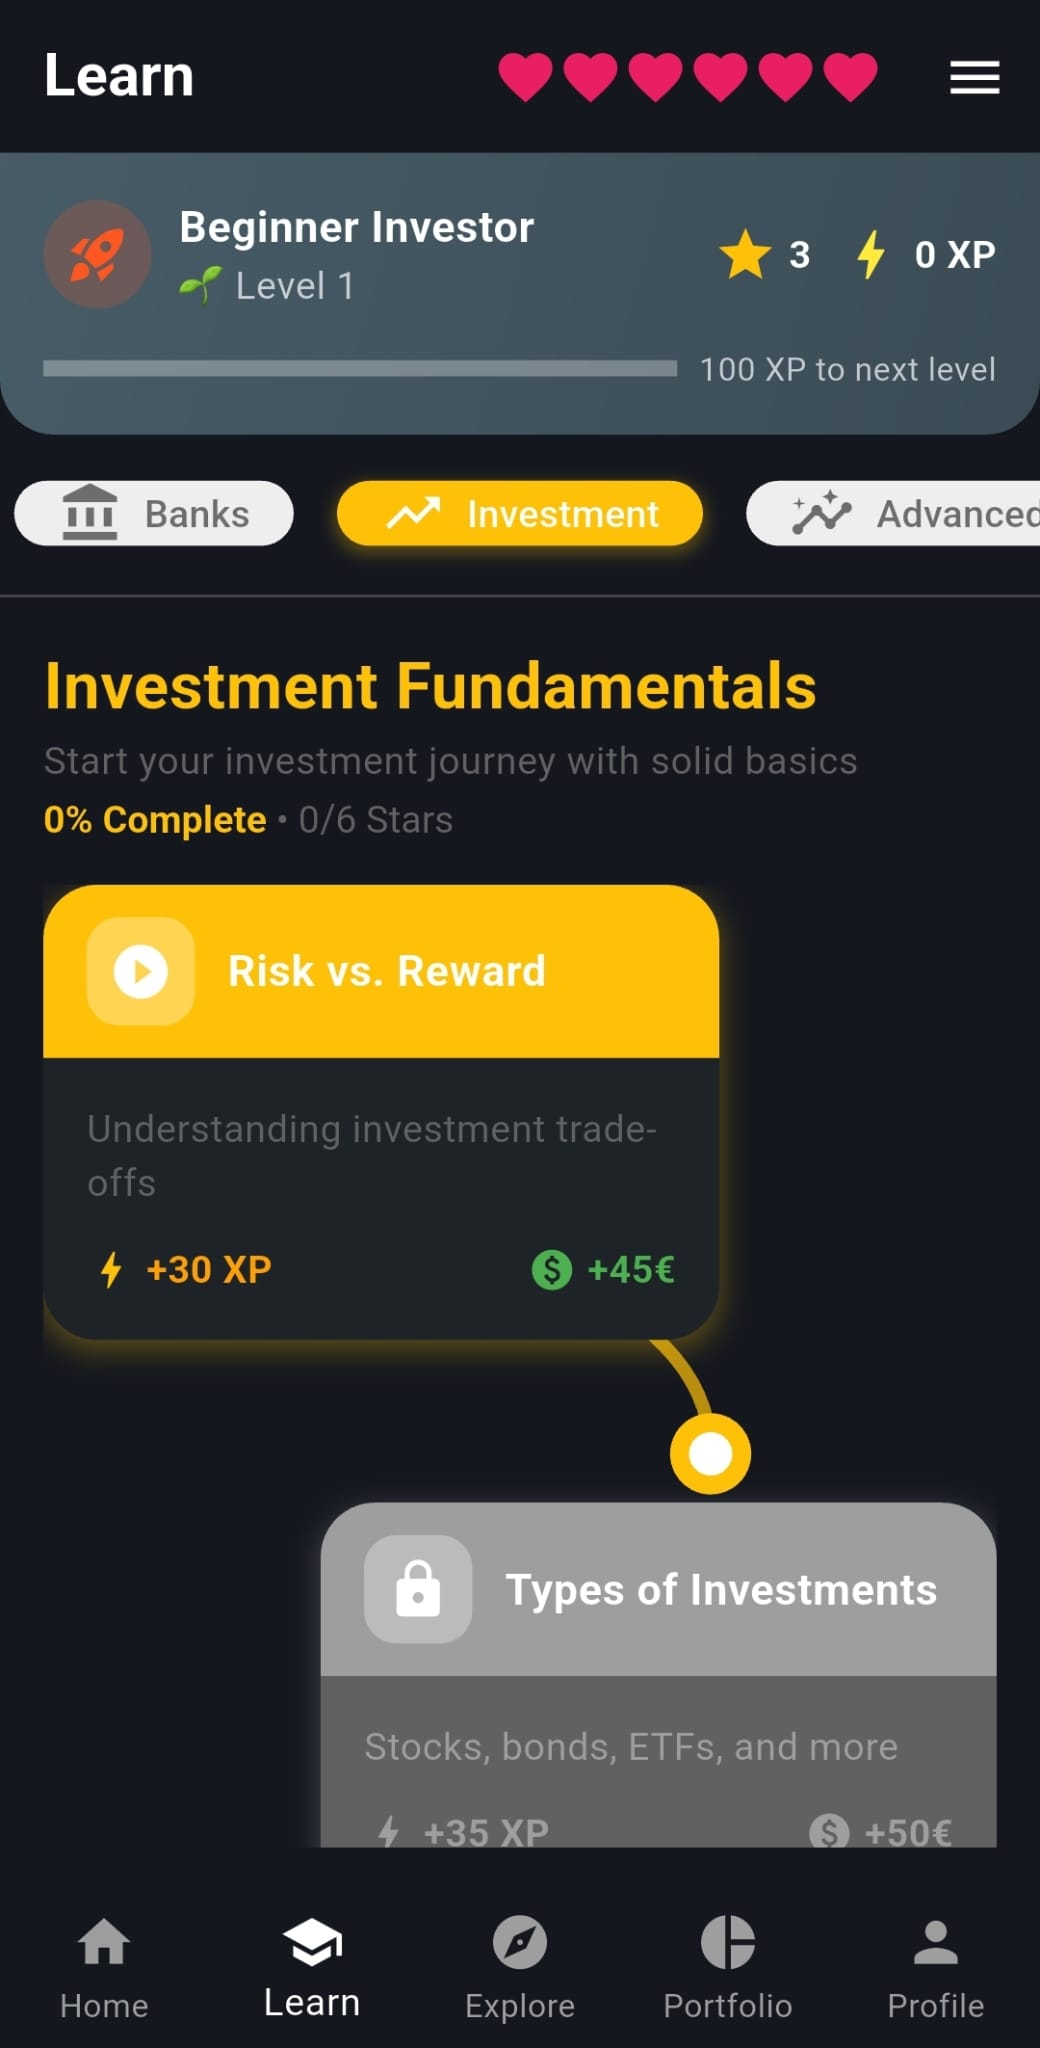 Learn
Beginner Investor
Level 1
3
0 XP
100 XP to next level
Banks
Investment
Advanced
Investment Fundamentals
Start your investment journey with solid basics
0% Complete • 0/6 Stars
Risk vs. Reward
Understanding investment trade-
offs
+30 XP
+45€
Types of Investments
Stocks, bonds, ETFs, and more
+35 XP
+50€
Home
Learn
Explore
Portfolio
Profile